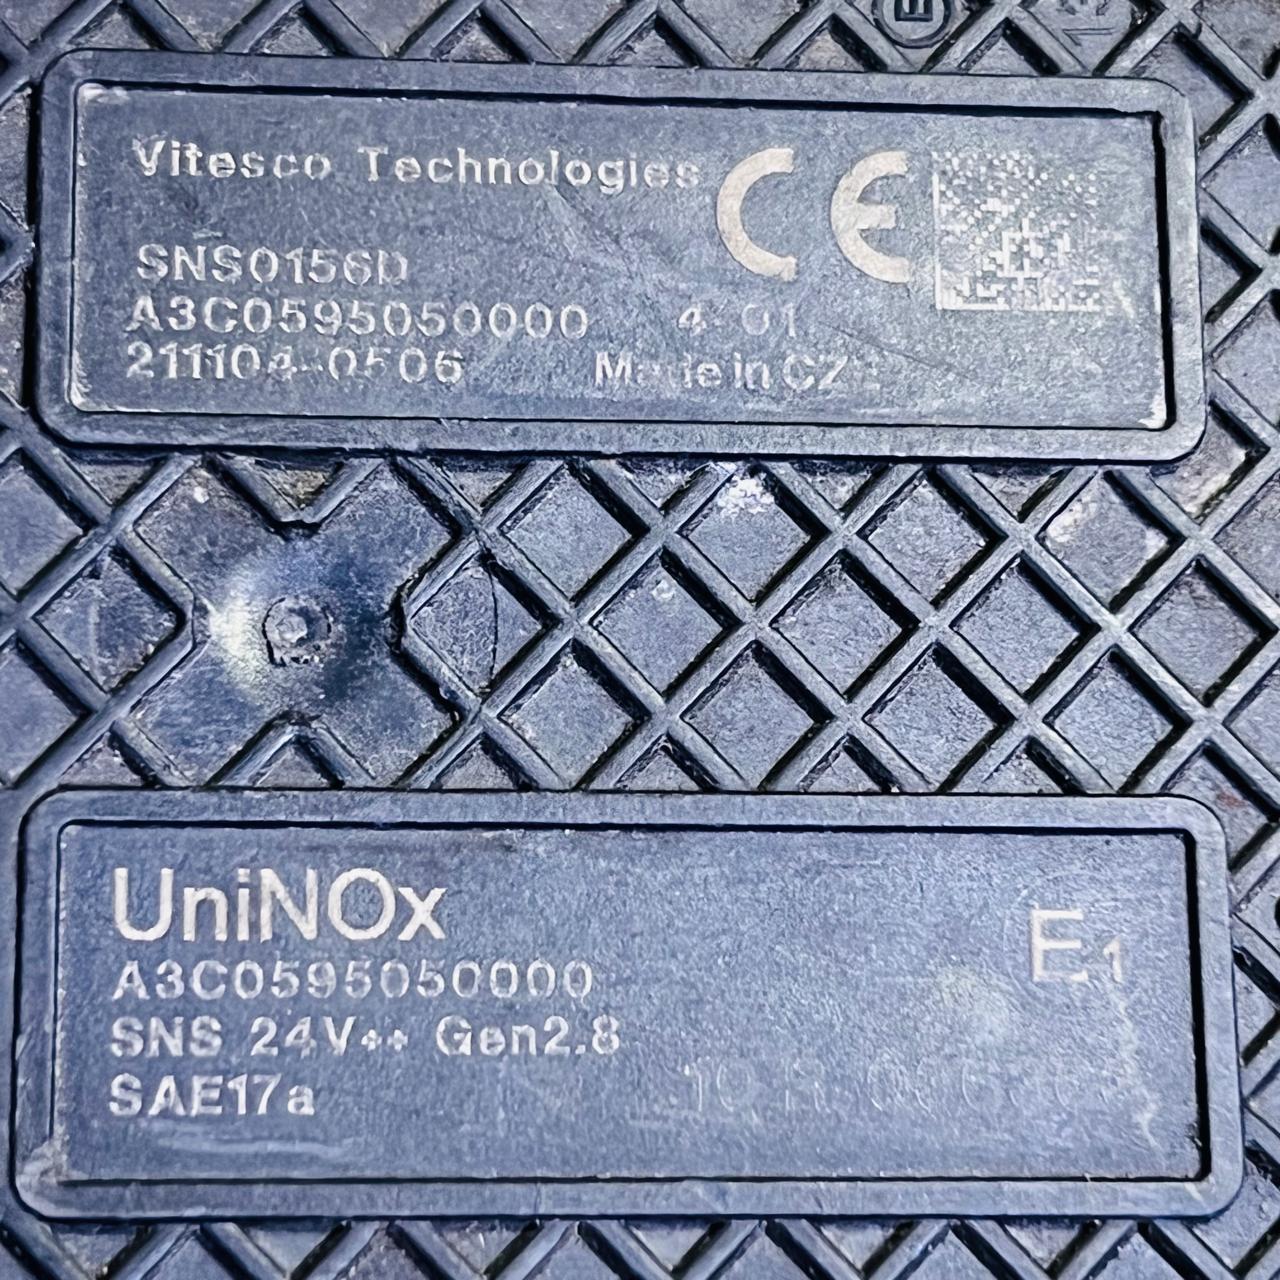 Vitesco Technologies CE
SNS0156D
A3C0595050000 4-01
211104-0506 Made in CZE
UniNOx
A3C0595050000
E1
SNS 24V++ Gen2.8
SAE17a